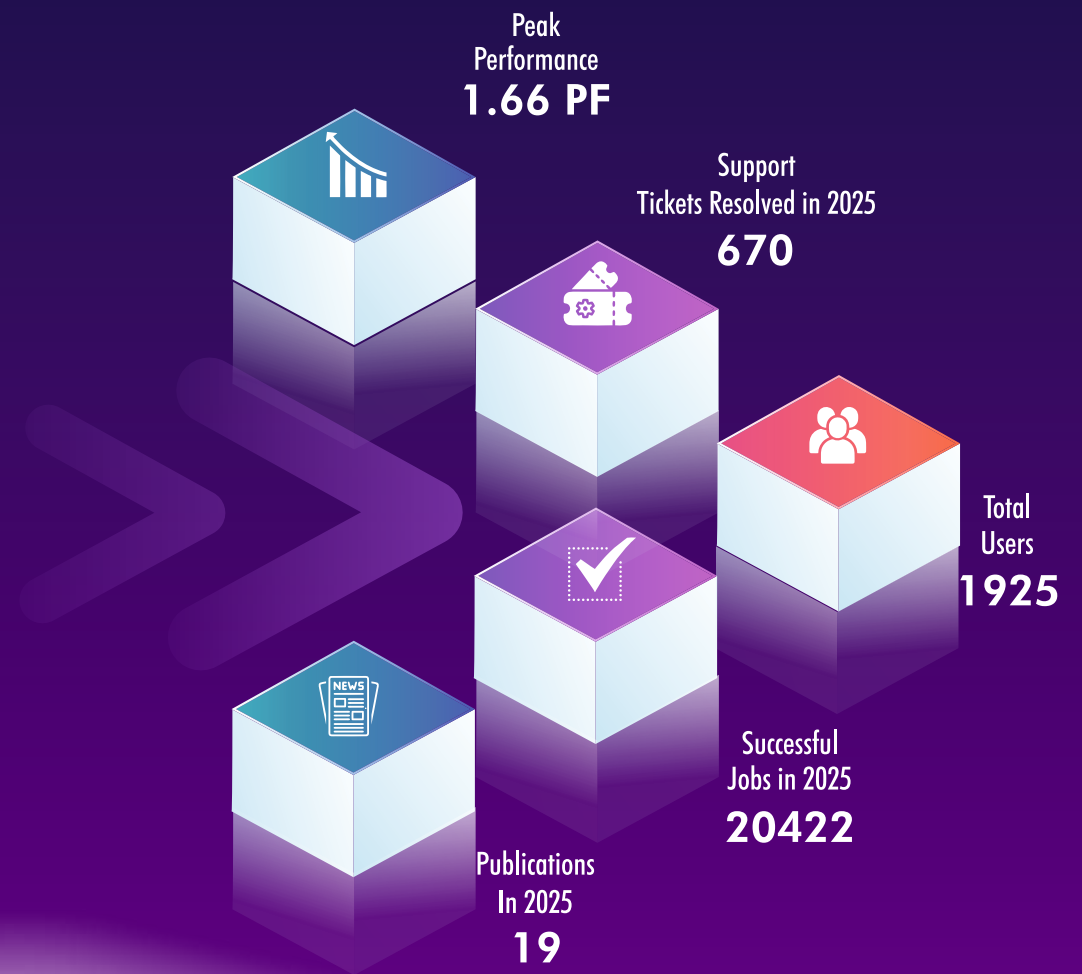 Peak
Performance
1.66 PF
Support
Tickets Resolved in 2025
670
Total
Users
1925
NEWS
Successful
Jobs in 2025
20422
Publications
In 2025
19